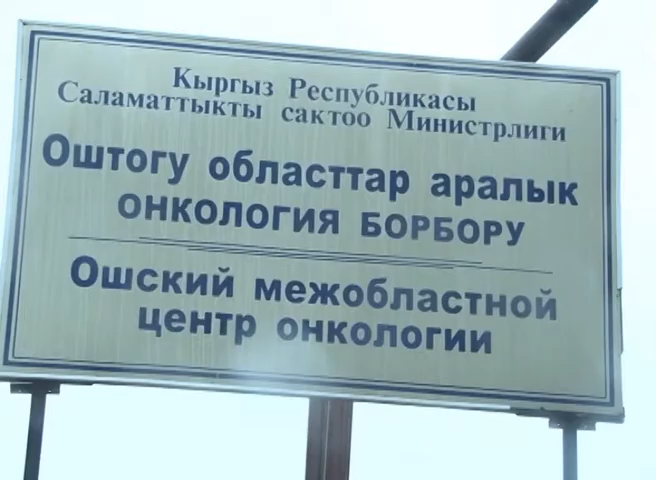 Кыргыз Республикасы
Саламаттыкты сактоо Министрлиги
Оштогу областтар аралык
онкология БОРБОРУ
Ошский межобластной
центр онкологии